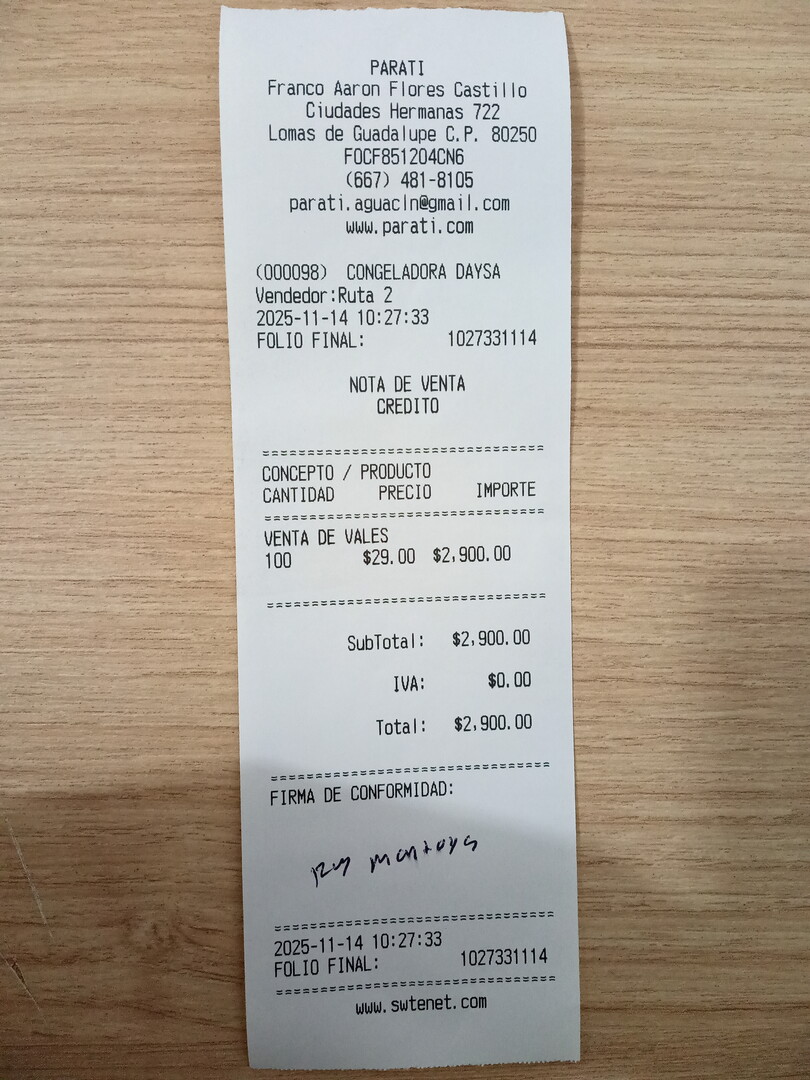 PARATI
Franco Aaron Flores Castillo
Ciudades Hermanas 722
Lomas de Guadalupe C.P. 80250
FOCF851204CN6
(667) 481-8105
parati.aguacln@gmail.com
www.parati.com
(000098) CONGELADORA DAYSA
Vendedor:Ruta 2
2025-11-14 10:27:33
FOLIO FINAL: 1027331114
NOTA DE VENTA
CREDITO
CONCEPTO / PRODUCTO
CANTIDAD PRECIO IMPORTE
VENTA DE VALES
100 $29.00 $2,900.00
SubTotal: $2,900.00
IVA: $0.00
Total: $2,900.00
FIRMA DE CONFORMIDAD:
montoya
2025-11-14 10:27:33
FOLIO FINAL: 1027331114
www.swtenet.com